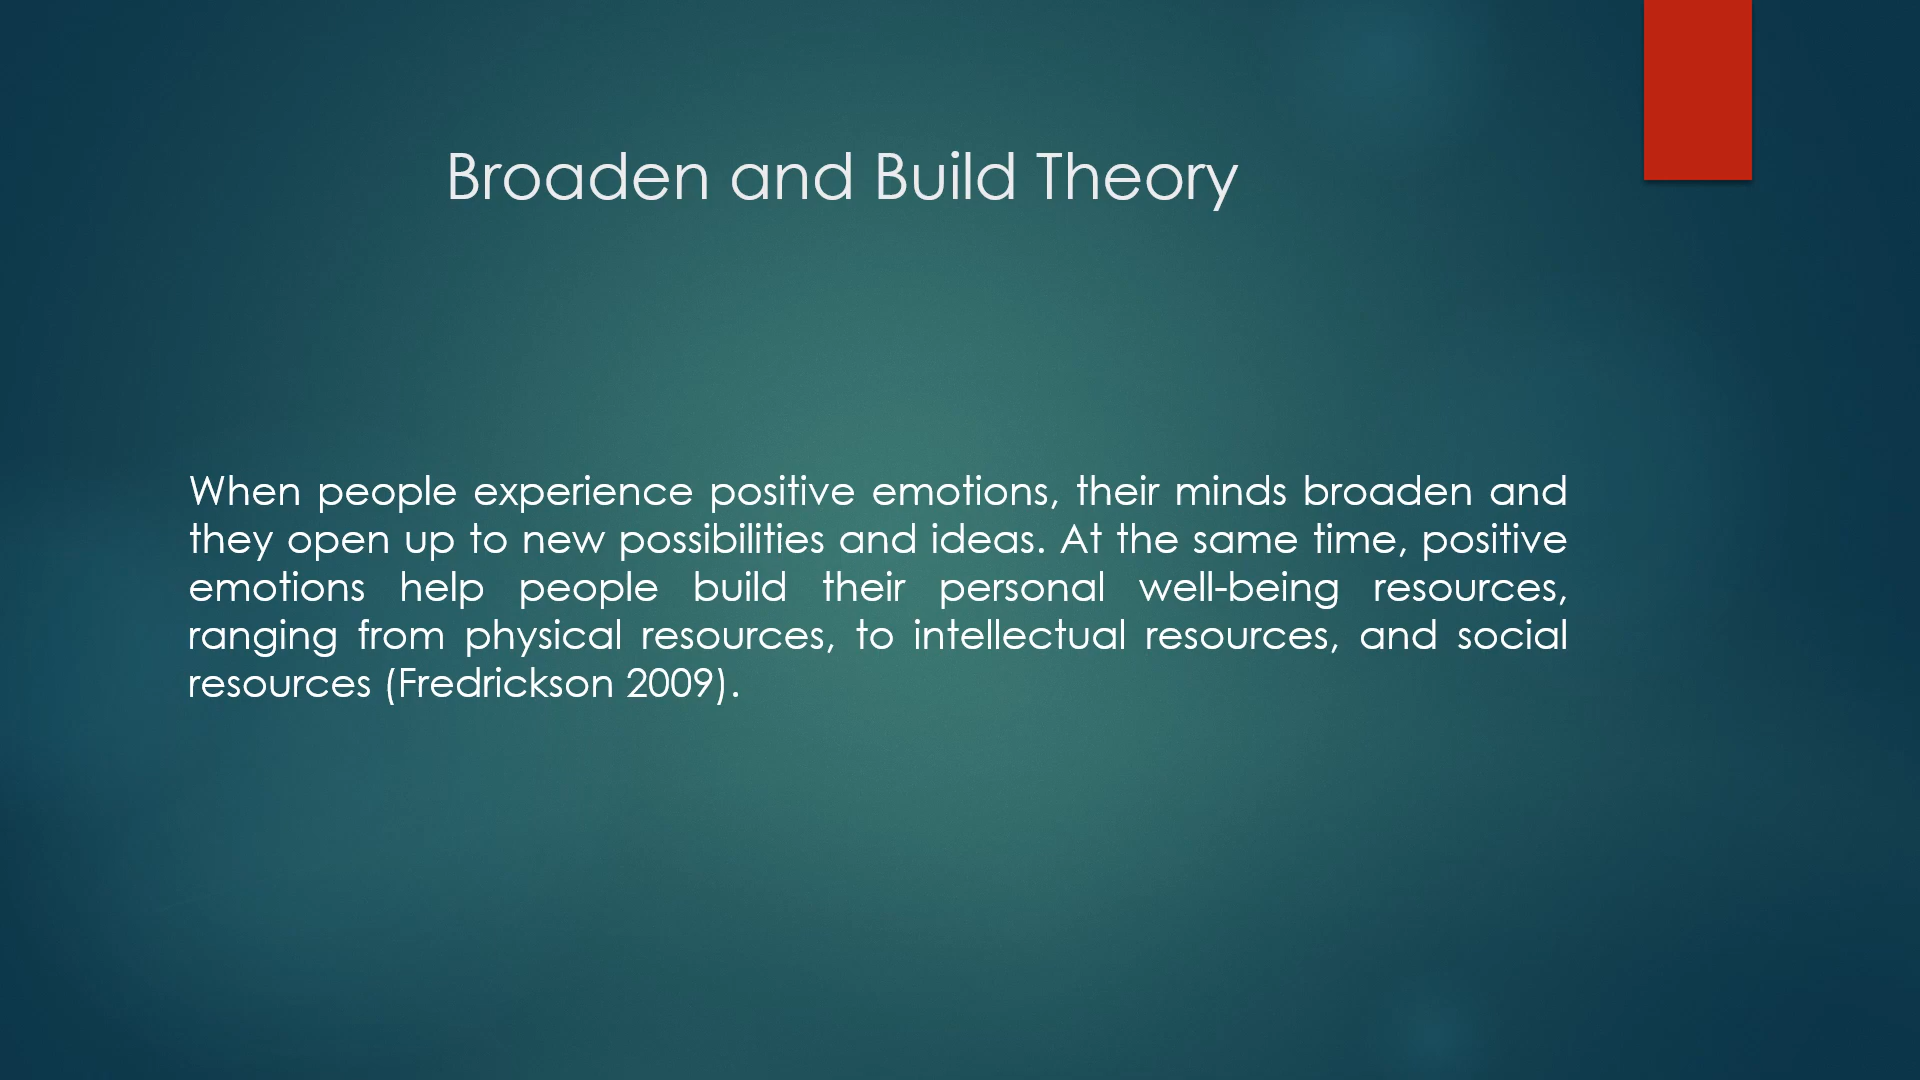 Broaden and Build Theory
When people experience positive emotions, their minds broaden and
they open up to new possibilities and ideas. At the same time, positive
emotions help people build their personal well-being resources,
ranging from physical resources, to intellectual resources, and social
resources (Fredrickson 2009).